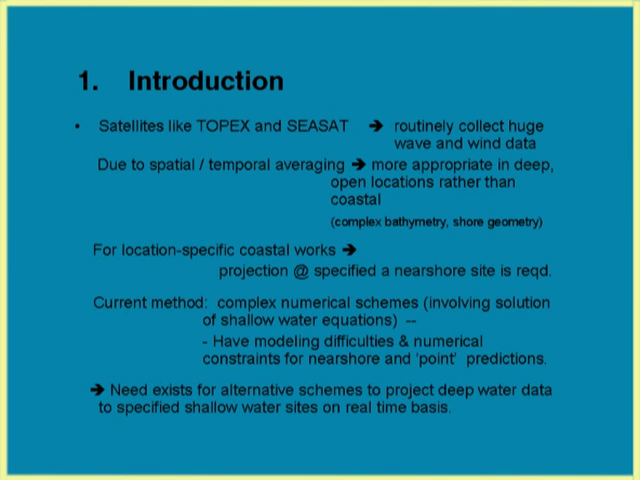 1. Introduction
• Satellites like TOPEX and SEASAT ➔ routinely collect huge
wave and wind data
Due to spatial / temporal averaging ➔ more appropriate in deep,
open locations rather than
coastal
(complex bathymetry, shore geometry)
For location-specific coastal works ➔
projection @ specified a nearshore site is reqd.
Current method: complex numerical schemes (involving solution
of shallow water equations) --
- Have modeling difficulties & numerical
constraints for nearshore and ‘point’ predictions.
➔ Need exists for alternative schemes to project deep water data
to specified shallow water sites on real time basis.